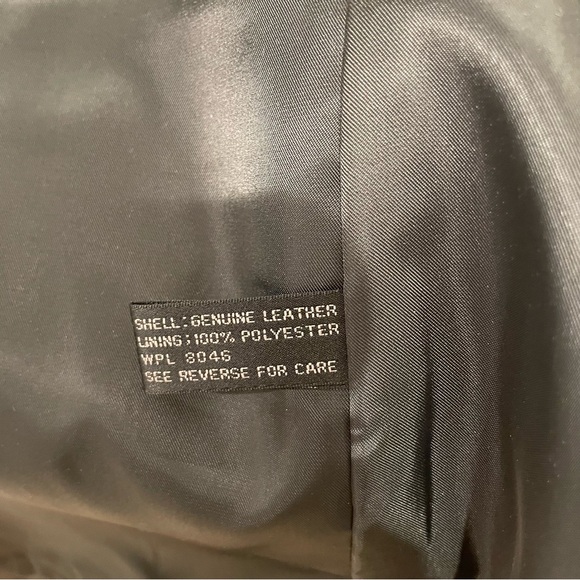 SHELL: GENUINE LEATHER
LINING: 100% POLYESTER
WPL 8046
SEE REVERSE FOR CARE